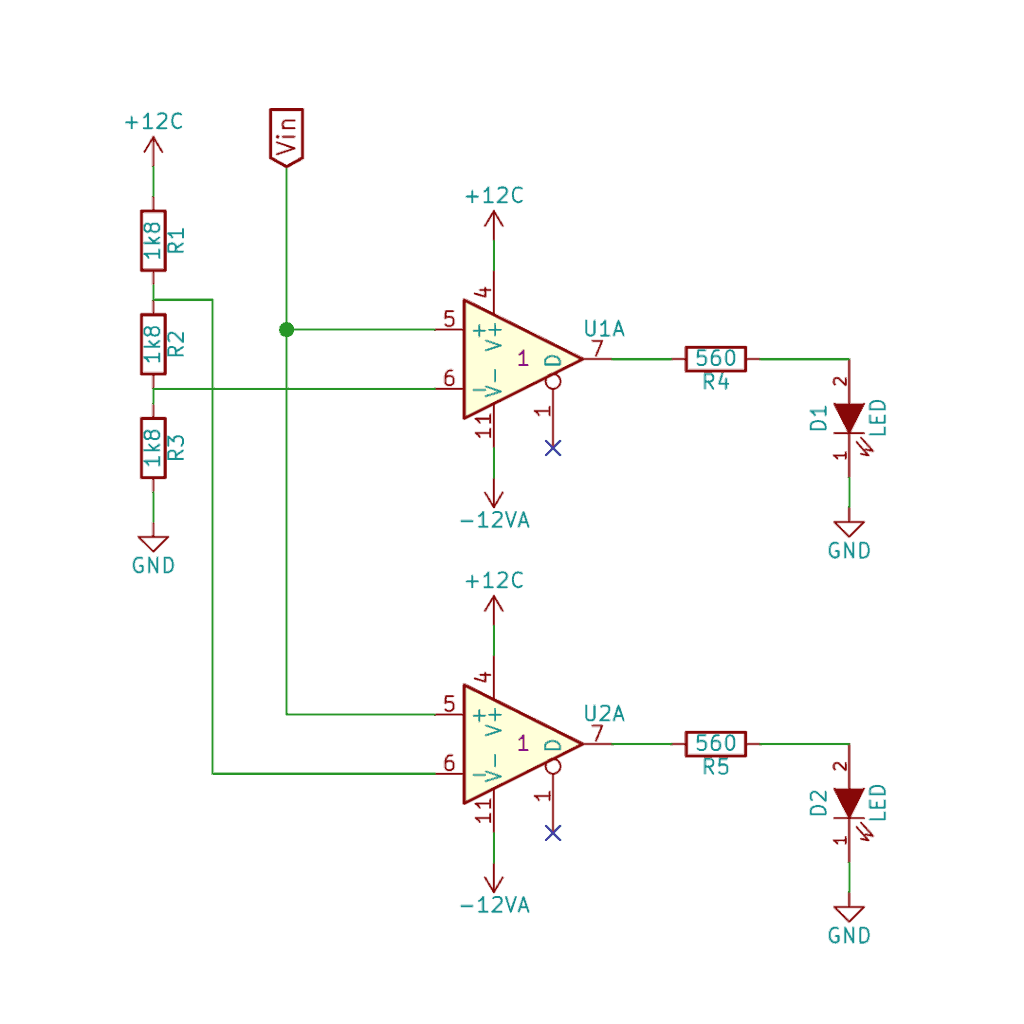 +12C
Vin
1k8
R1
1k8
R2
1k8
R3
GND
+12C
4
5
+
V+
U1A
7
1
D
6
-
V-
11
1
-12VA
560
R4
2
D1
LED
1
GND
+12C
4
5
+
V+
U2A
7
1
D
6
-
V-
11
1
-12VA
560
R5
2
D2
LED
1
GND